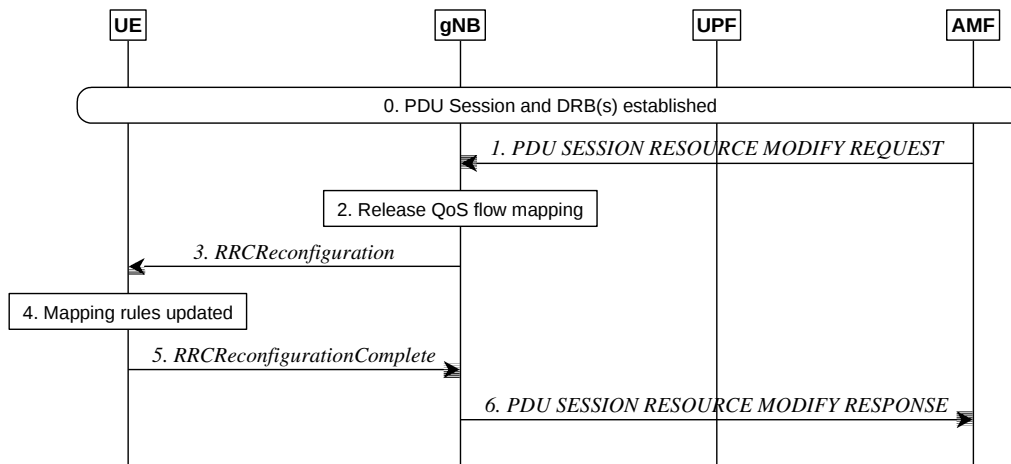 UE gNB UPF AMF
0. PDU Session and DRB(s) established
1. PDU SESSION RESOURCE MODIFY REQUEST
2. Release QoS flow mapping
3. RRCReconfiguration
4. Mapping rules updated
5. RRCReconfigurationComplete
6. PDU SESSION RESOURCE MODIFY RESPONSE